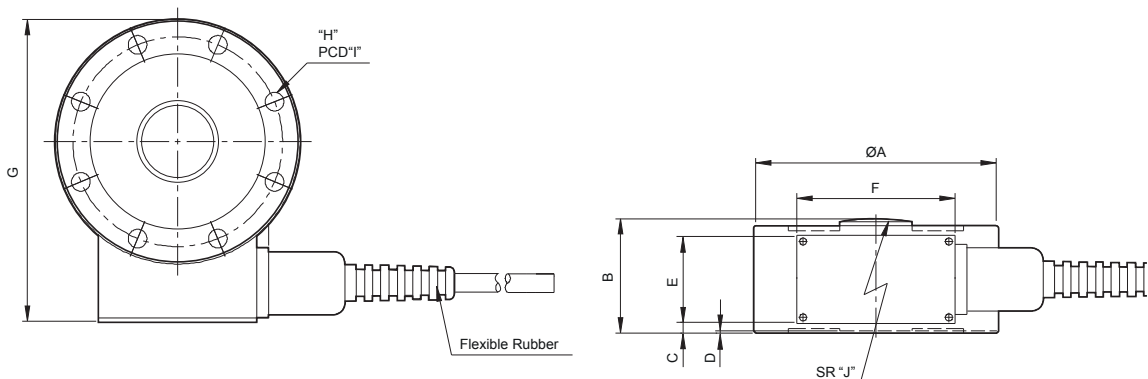 “H”
PCD“I”
G
Flexible Rubber
ØA
F
B
E
C
D
SR “J”